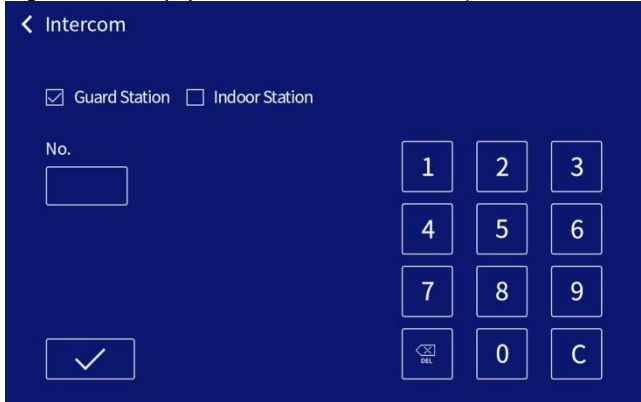 Intercom
Guard Station Indoor Station
No.
1 2 3
4 5 6
7 8 9
DEL 0 C